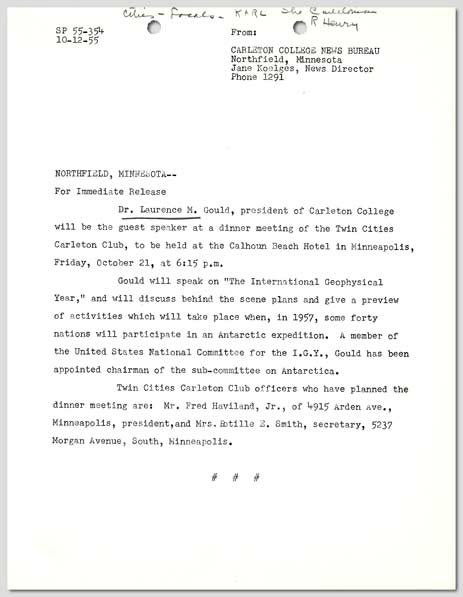 Cities - Locals - KARL The Carletonian
R Henry
SP 55-354
10-12-55
From:
CARLETON COLLEGE NEWS BUREAU
Northfield, Minnesota
Jane Koelges, News Director
Phone 1291
NORTHFIELD, MINNESOTA--
For Immediate Release
Dr. Laurence M. Gould, president of Carleton College
will be the guest speaker at a dinner meeting of the Twin Cities
Carleton Club, to be held at the Calhoun Beach Hotel in Minneapolis,
Friday, October 21, at 6:15 p.m.
Gould will speak on "The International Geophysical
Year," and will discuss behind the scene plans and give a preview
of activities which will take place when, in 1957, some forty
nations will participate in an Antarctic expedition. A member of
the United States National Committee for the I.G.Y., Gould has been
appointed chairman of the sub-committee on Antarctica.
Twin Cities Carleton Club officers who have planned the
dinner meeting are: Mr. Fred Haviland, Jr., of 4915 Arden Ave.,
Minneapolis, president,and Mrs. E. Smith, secretary, 5237
Morgan Avenue, South, Minneapolis.
# # #